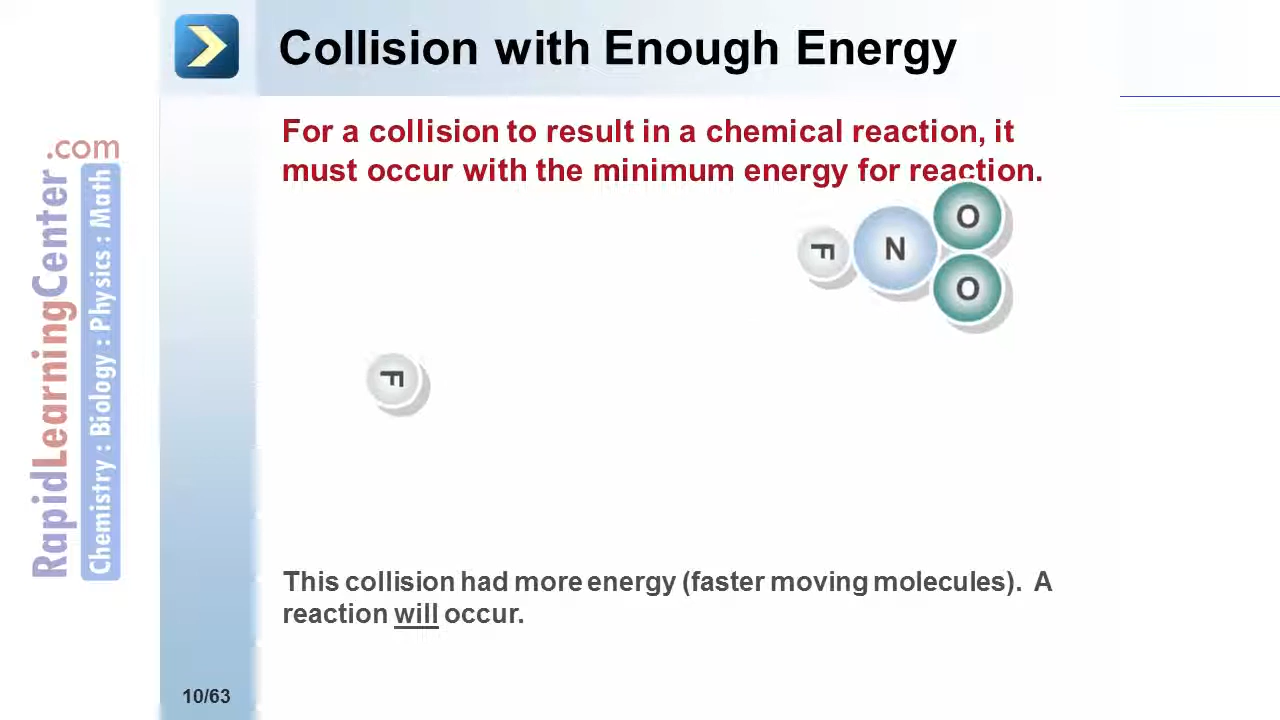 Collision with Enough Energy
For a collision to result in a chemical reaction, it
must occur with the minimum energy for reaction.
F
N
O
O
F
This collision had more energy (faster moving molecules). A
reaction will occur.
10/63
RapidLearningCenter.com
Chemistry : Biology : Physics : Math